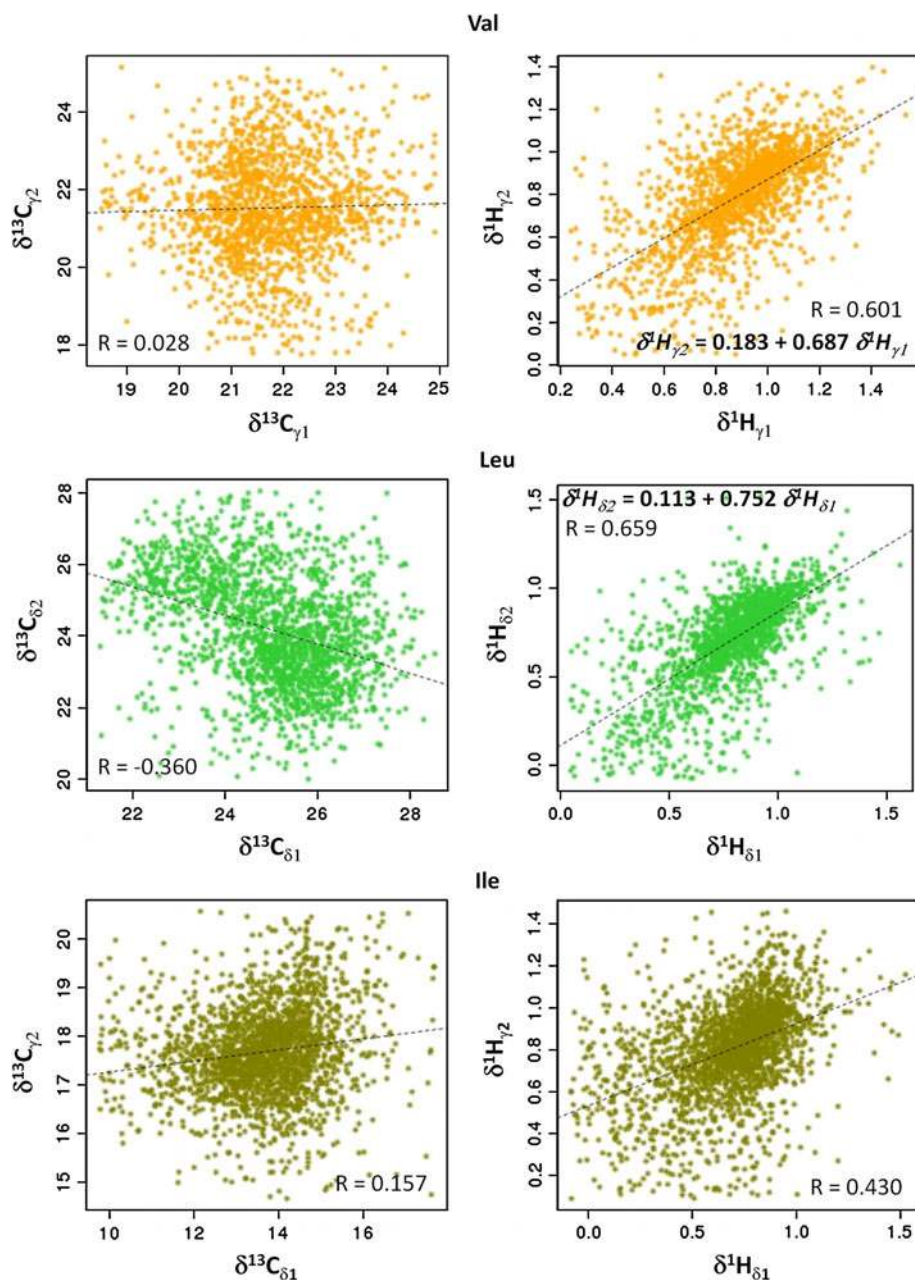 Val
24
22
20
18
δ¹³Cγ2
R = 0.028
19 20 21 22 23 24 25
δ¹³Cγ1
1.4
1.2
1.0
0.8
0.6
0.4
0.2
0.0
δ¹Hγ2
R = 0.601
δ¹Hγ2 = 0.183 + 0.687 δ¹Hγ1
0.2 0.4 0.6 0.8 1.0 1.2 1.4
δ¹Hγ1
Leu
28
26
24
22
20
δ¹³Cδ2
R = -0.360
22 24 26 28
δ¹³Cδ1
1.5
1.0
0.5
0.0
δ¹Hδ2
δ¹Hδ2 = 0.113 + 0.752 δ¹Hδ1
R = 0.659
0.0 0.5 1.0 1.5
δ¹Hδ1
Ile
20
19
18
17
16
15
δ¹³Cγ2
R = 0.157
10 12 14 16
δ¹³Cδ1
1.4
1.2
1.0
0.8
0.6
0.4
0.2
δ¹Hγ2
R = 0.430
0.0 0.5 1.0 1.5
δ¹Hδ1